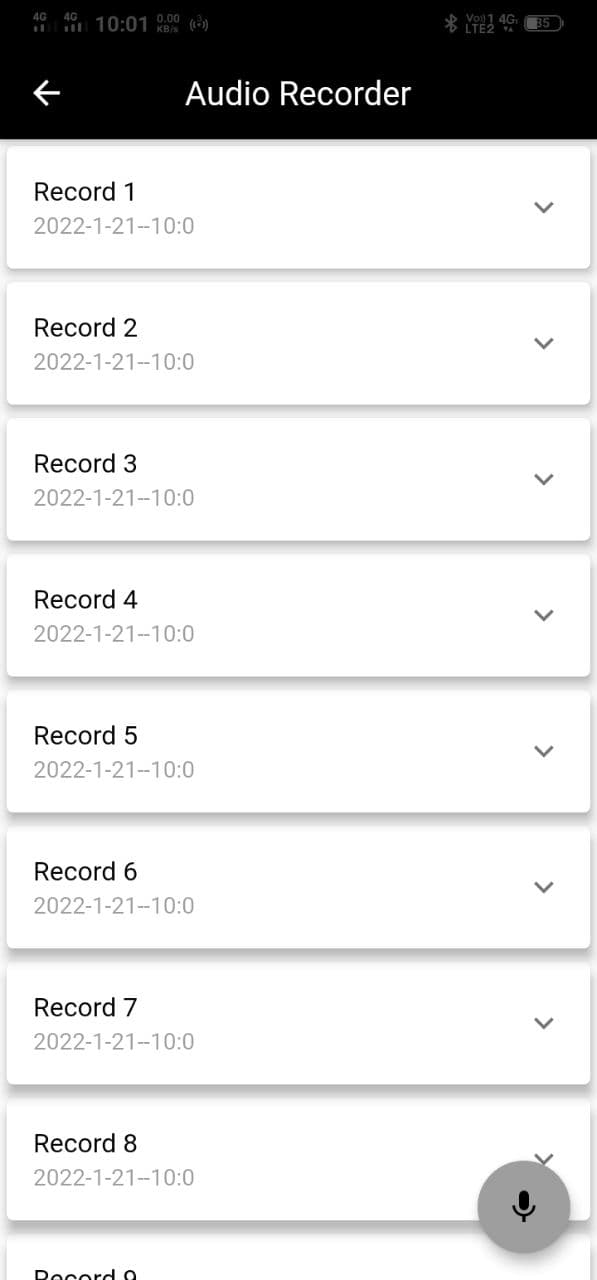 4G 4G 10:01 0.00 KB/s 3 Vo)) 1 4G LTE2 35
Audio Recorder
Record 1
2022-1-21--10:0
Record 2
2022-1-21--10:0
Record 3
2022-1-21--10:0
Record 4
2022-1-21--10:0
Record 5
2022-1-21--10:0
Record 6
2022-1-21--10:0
Record 7
2022-1-21--10:0
Record 8
2022-1-21--10:0
Record 9